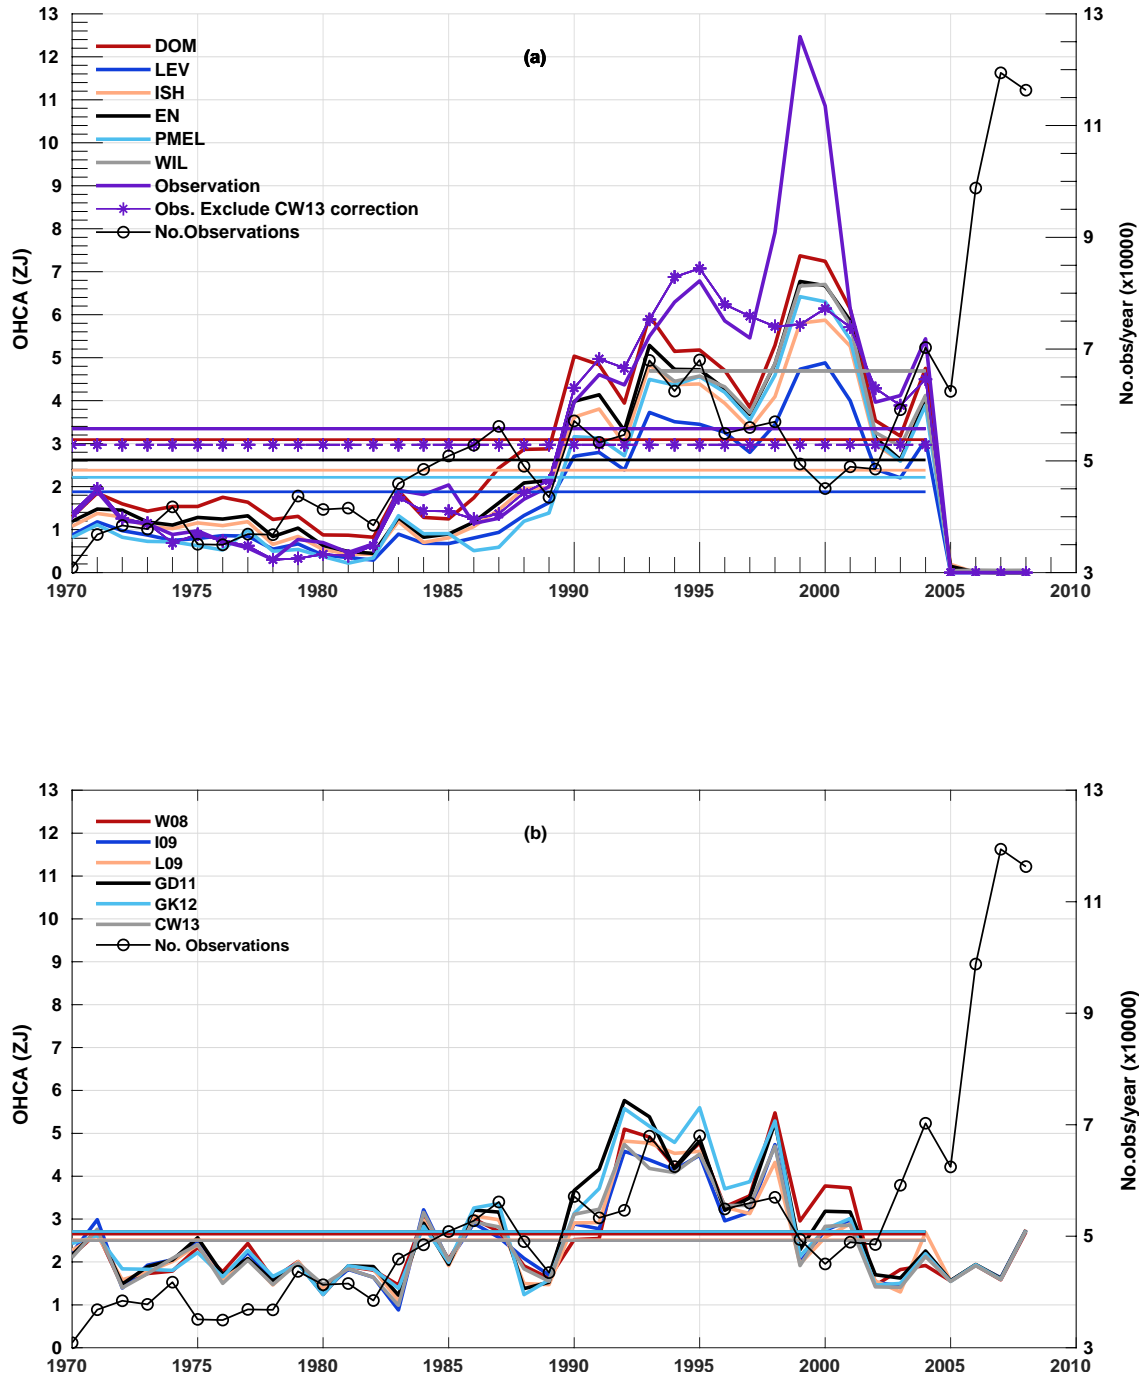 13
12
11
10
9
8
7
6
5
4
3
2
1
0
OHCA (ZJ)
DOM
LEV
ISH
EN
PMEL
WIL
Observation
Obs. Exclude CW13 correction
No.Observations
(a)
13
11
9
7
5
3
No.obs/year (x10000)
1970 1975 1980 1985 1990 1995 2000 2005 2010
13
12
11
10
9
8
7
6
5
4
3
2
1
0
OHCA (ZJ)
W08
I09
L09
GD11
GK12
CW13
No. Observations
(b)
13
11
9
7
5
3
No.obs/year (x10000)
1970 1975 1980 1985 1990 1995 2000 2005 2010